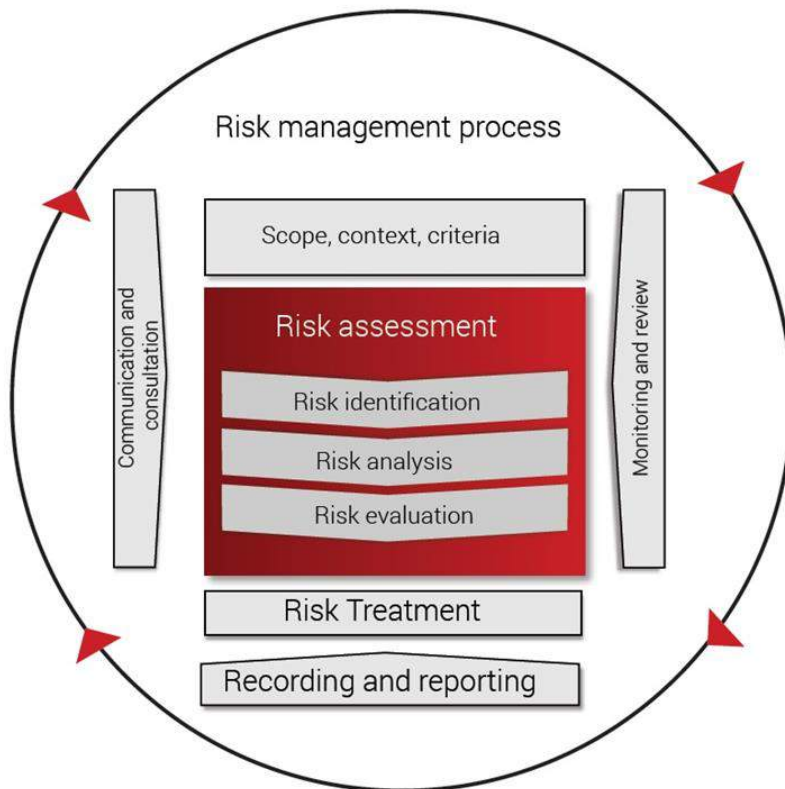 Risk management process
Scope, context, criteria
Communication and
consultation
Risk assessment
Risk identification
Risk analysis
Risk evaluation
Monitoring and review
Risk Treatment
Recording and reporting